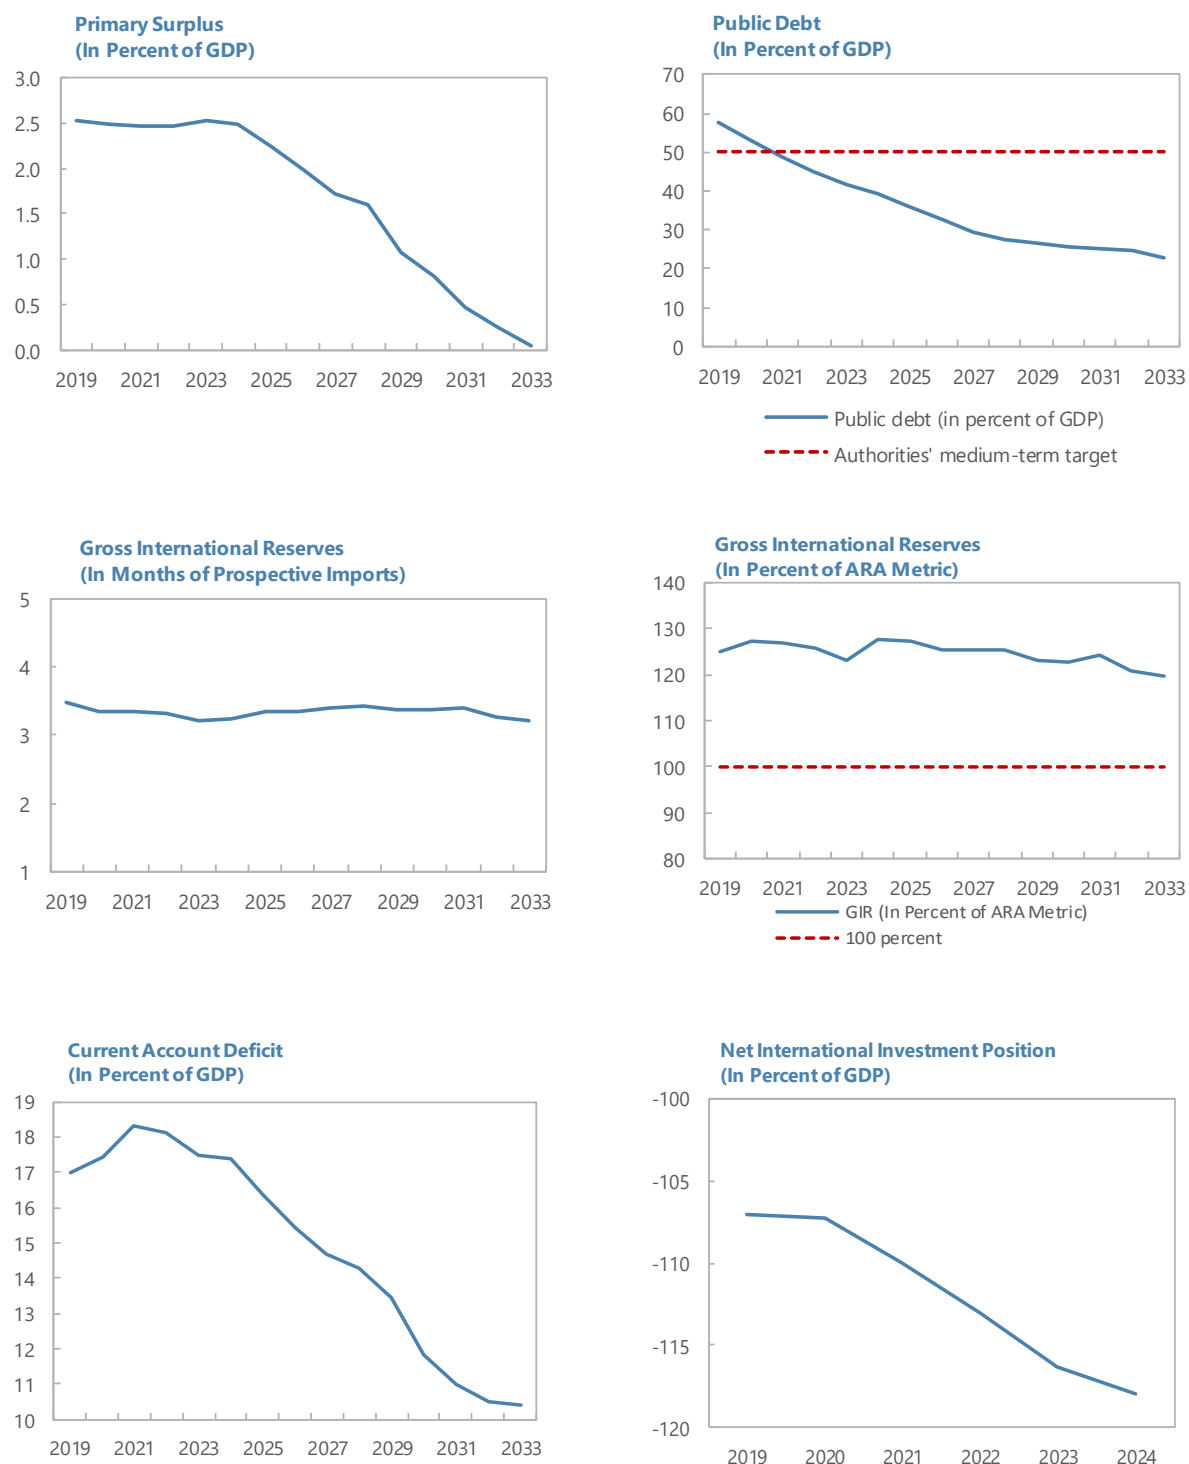 Primary Surplus
(In Percent of GDP)
3.0
2.5
2.0
1.5
1.0
0.5
0.0
2019 2021 2023 2025 2027 2029 2031 2033
Public Debt
(In Percent of GDP)
70
60
50
40
30
20
10
0
2019 2021 2023 2025 2027 2029 2031 2033
Public debt (in percent of GDP)
Authorities' medium-term target
Gross International Reserves
(In Months of Prospective Imports)
5
4
3
2
1
2019 2021 2023 2025 2027 2029 2031 2033
Gross International Reserves
(In Percent of ARA Metric)
140
130
120
110
100
90
80
2019 2021 2023 2025 2027 2029 2031 2033
GIR (In Percent of ARA Metric)
100 percent
Current Account Deficit
(In Percent of GDP)
19
18
17
16
15
14
13
12
11
10
2019 2021 2023 2025 2027 2029 2031 2033
Net International Investment Position
(In Percent of GDP)
-100
-105
-110
-115
-120
2019 2020 2021 2022 2023 2024